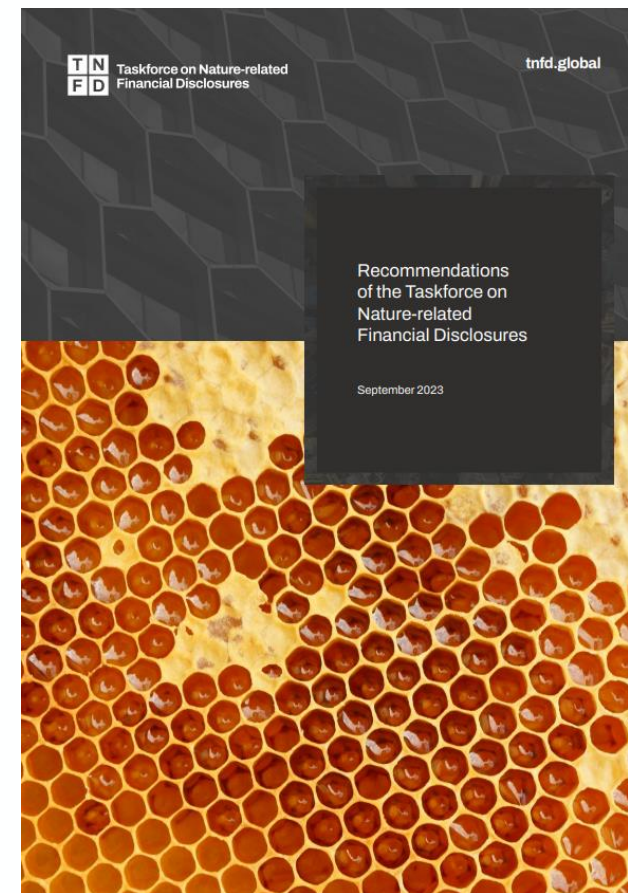 T N
F D
Taskforce on Nature-related
Financial Disclosures
tnfd.global
Recommendations
of the Taskforce on
Nature-related
Financial Disclosures
September 2023